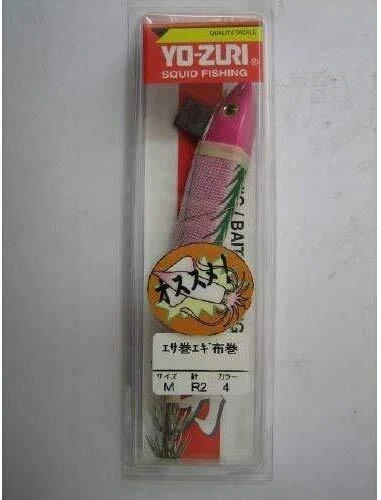 QUALITY TACKLE
YO-ZURI®
SQUID FISHING
/ BAIT
G
オススメ!
エサ巻エギ布巻
サイズ 針 カラー
M R2 4